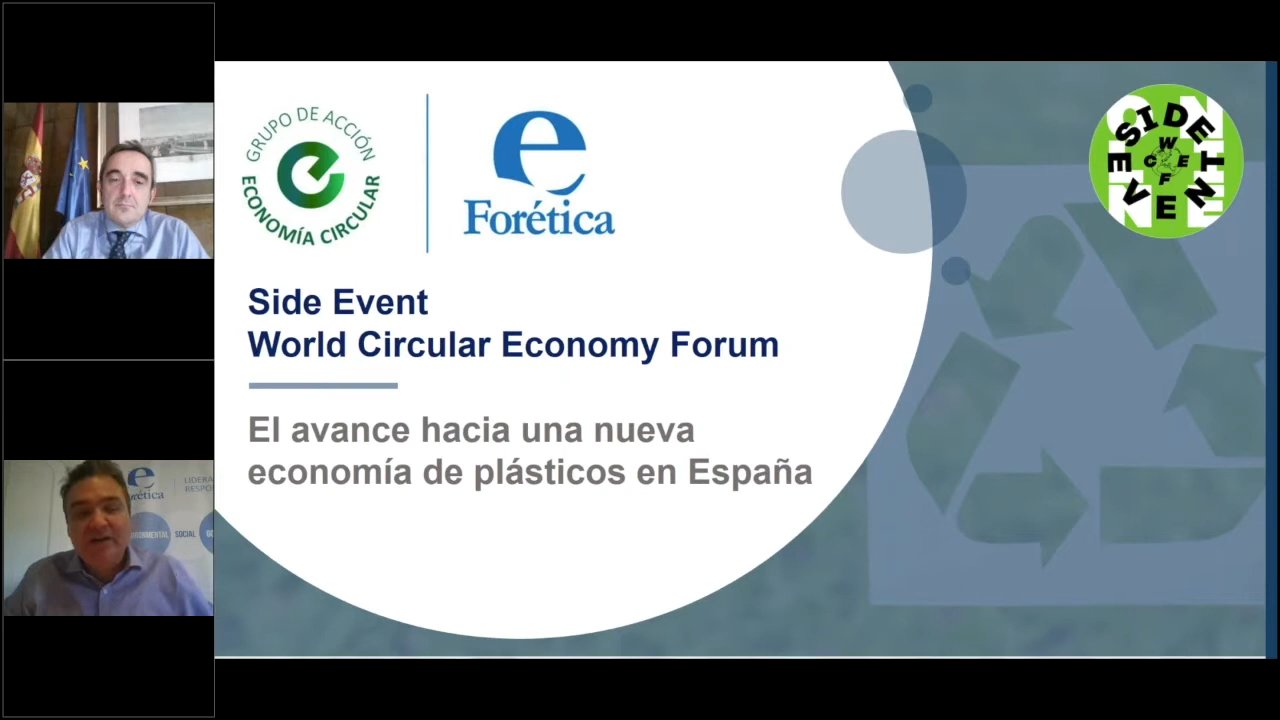 GRUPO DE ACCIÓN
ECONOMÍA CIRCULAR
e
Forética
SIDE EVENT
WCEF
ONLINE
Side Event
World Circular Economy Forum
El avance hacia una nueva
economía de plásticos en España
e
Forética
SOCIAL